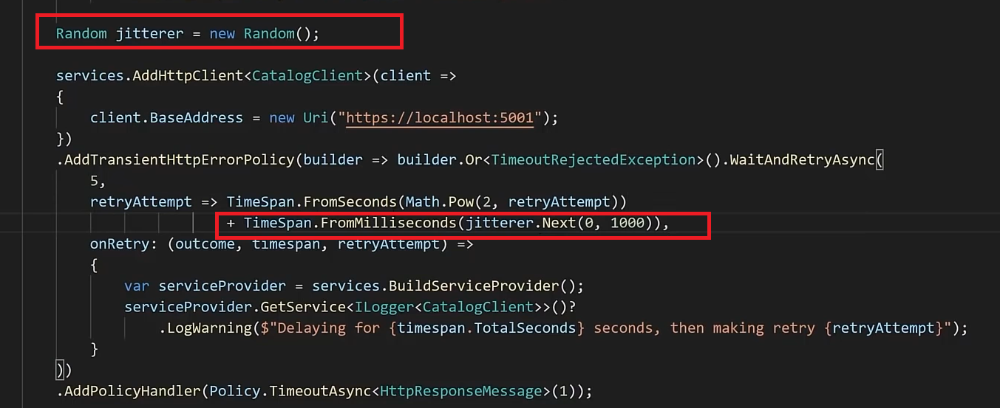 Random jitterer = new Random();
services.AddHttpClient<CatalogClient>(client =>
{
client.BaseAddress = new Uri("https://localhost:5001");
})
.AddTransientHttpErrorPolicy(builder => builder.Or<TimeoutRejectedException>().WaitAndRetryAsync(
5,
retryAttempt => TimeSpan.FromSeconds(Math.Pow(2, retryAttempt))
+ TimeSpan.FromMilliseconds(jitterer.Next(0, 1000)),
onRetry: (outcome, timespan, retryAttempt) =>
{
var serviceProvider = services.BuildServiceProvider();
serviceProvider.GetService<ILogger<CatalogClient>>()?
.LogWarning($"Delaying for {timespan.TotalSeconds} seconds, then making retry {retryAttempt}");
}
))
.AddPolicyHandler(Policy.TimeoutAsync<HttpResponseMessage>(1));